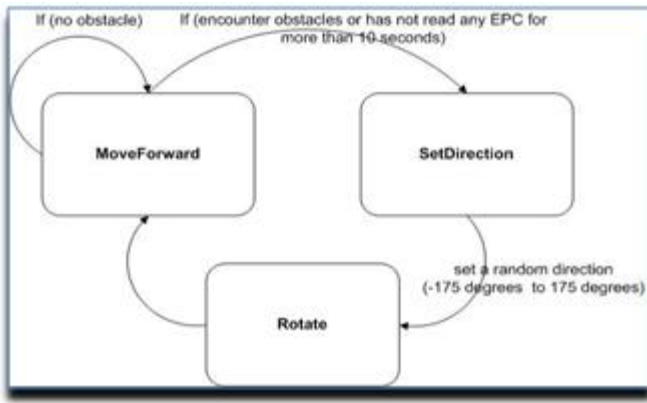 If (no obstacle)
If (encounter obstacles or has not read any EPC for
more than 10 seconds)
MoveForward
SetDirection
set a random direction
(-175 degrees to 175 degrees)
Rotate